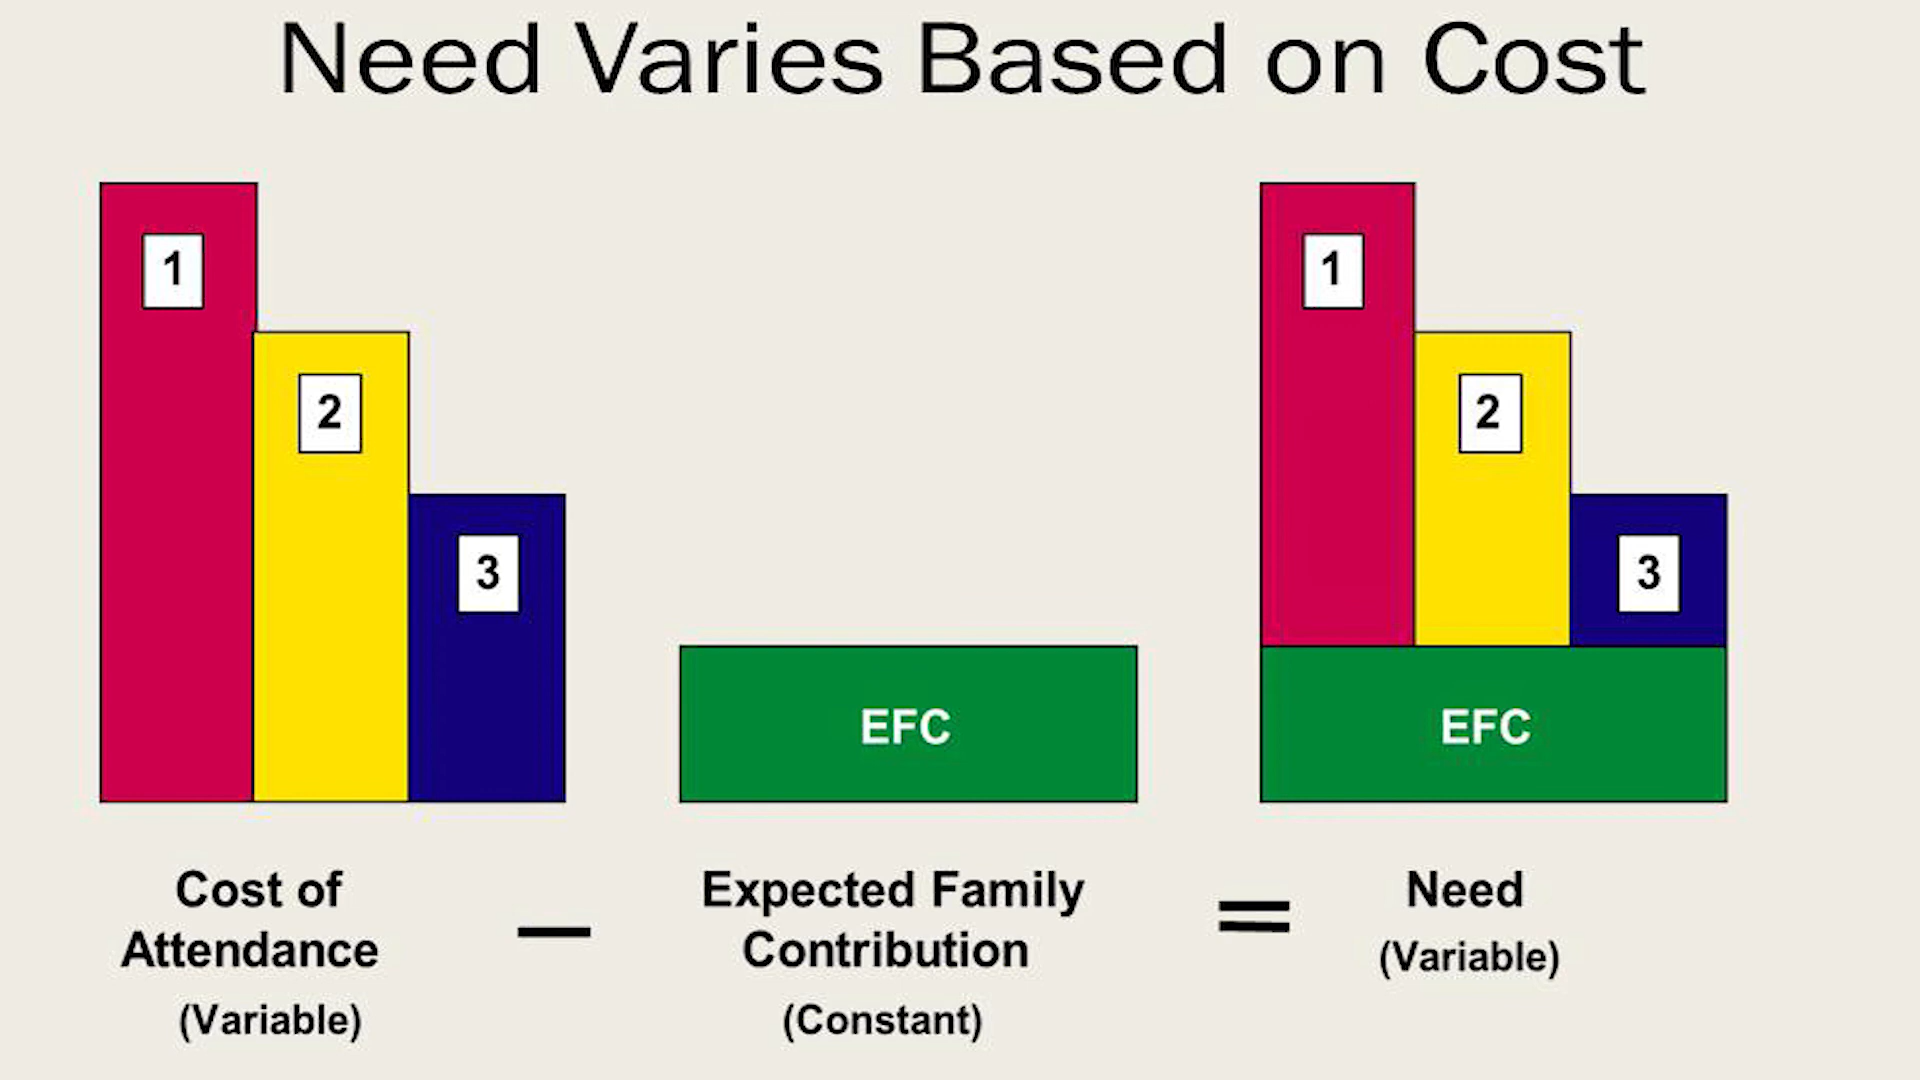 Need Varies Based on Cost
1
2
3
EFC
1
2
3
EFC
Cost of
Attendance
(Variable)
—
Expected Family
Contribution
(Constant)
=
Need
(Variable)